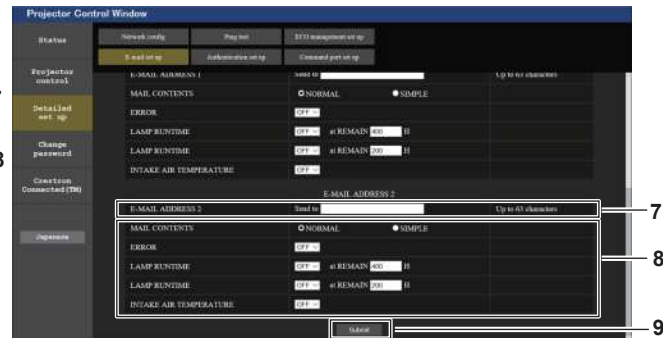 Projector Control Window
Status
Network config
Ping test
ECO management set up
E-mail set up
Authentication set up
Command port set up
Projector control
Detailed set up
Change password
Crestron Connected(TM)
Japanese
E-MAIL ADDRESS 1 Send to Up to 63 characters
MAIL CONTENTS NORMAL SIMPLE
ERROR OFF
LAMP RUNTIME OFF at REMAIN 400 H
LAMP RUNTIME OFF at REMAIN 200 H
INTAKE AIR TEMPERATURE OFF
E-MAIL ADDRESS 2
E-MAIL ADDRESS 2 Send to Up to 63 characters
MAIL CONTENTS NORMAL SIMPLE
ERROR OFF
LAMP RUNTIME OFF at REMAIN 400 H
LAMP RUNTIME OFF at REMAIN 200 H
INTAKE AIR TEMPERATURE OFF
Submit
7
8
9